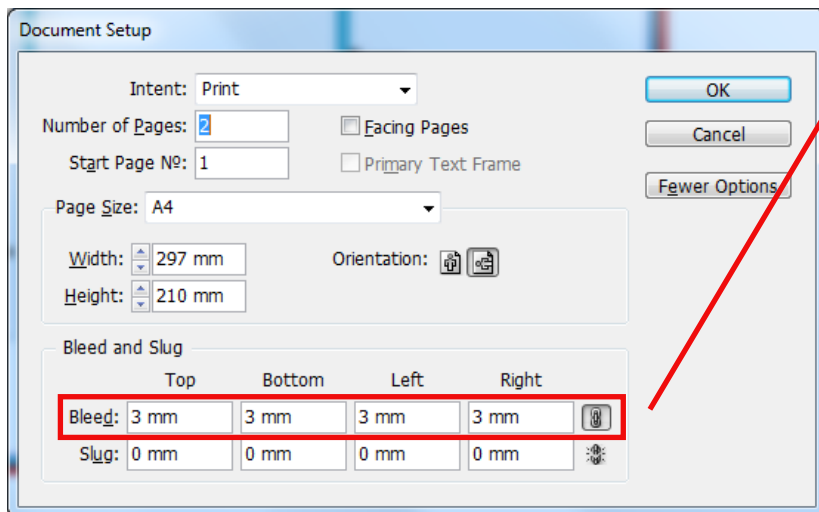 Document Setup
Intent: Print
OK
Number of Pages: 2
Facing Pages
Cancel
Start Page Nº: 1
Primary Text Frame
Fewer Options
Page Size: A4
Width: 297 mm
Orientation:
Height: 210 mm
Bleed and Slug
Top Bottom Left Right
Bleed: 3 mm 3 mm 3 mm 3 mm
Slug: 0 mm 0 mm 0 mm 0 mm